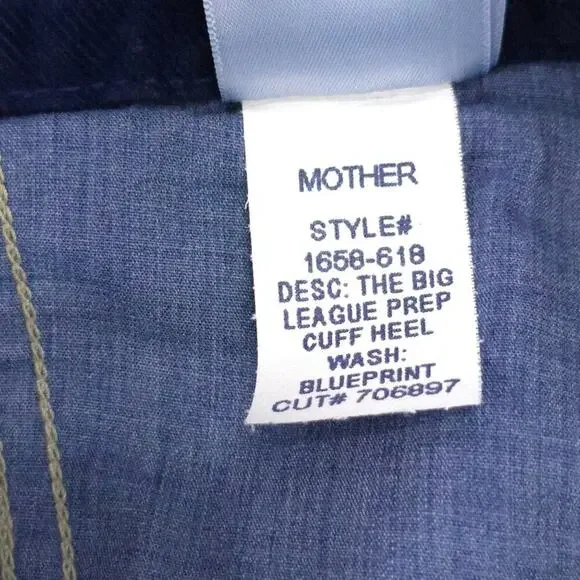 MOTHER
STYLE#
1658-618
DESC: THE BIG
LEAGUE PREP
CUFF HEEL
WASH:
BLUEPRINT
CUT# 706897